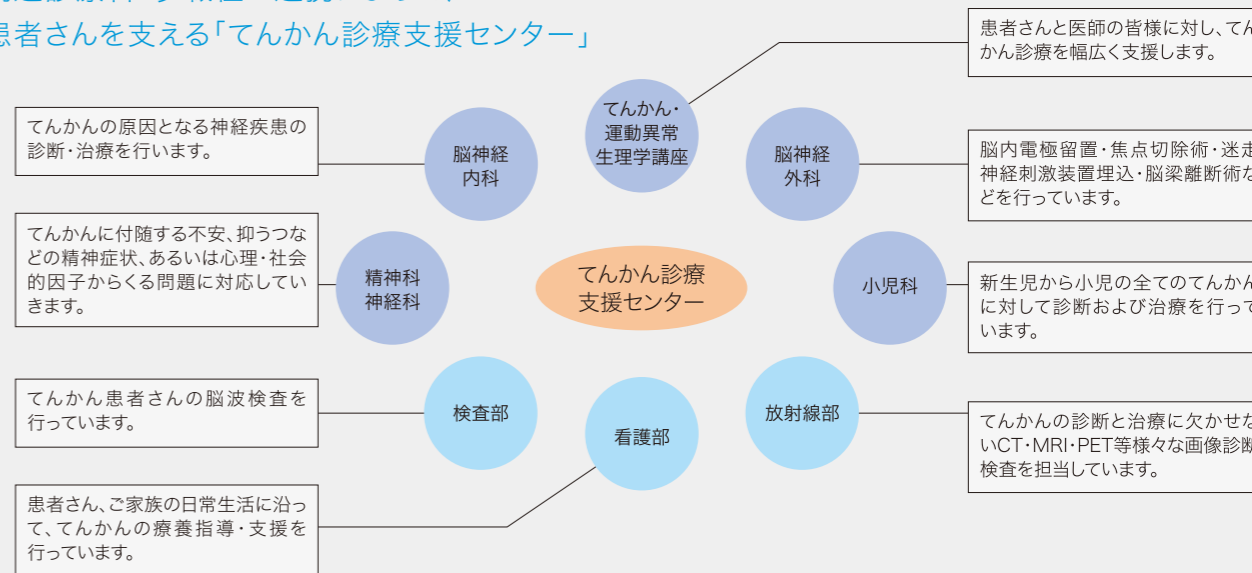 患者さんを支える「てんかん診療支援センター」
患者さんと医師の皆様に対し、てん
かん診療を幅広く支援します。
てんかんの原因となる神経疾患の
診断・治療を行います。
脳神経
内科
てんかん・
運動異常
生理学講座
脳神経
外科
脳内電極留置・焦点切除術・迷走
神経刺激装置埋込・脳梁離断術な
どを行っています。
てんかんに付随する不安、抑うつな
どの精神症状、あるいは心理・社会
的因子からくる問題に対応してい
きます。
精神科
神経科
てんかん診療
支援センター
小児科
新生児から小児の全てのてんかん
に対して診断および治療を行って
います。
てんかん患者さんの脳波検査を
行っています。
検査部
看護部
放射線部
てんかんの診断と治療に欠かせな
いCT・MRI・PET等様々な画像診断
検査を担当しています。
患者さん、ご家族の日常生活に沿っ
て、てんかんの療養指導・支援を
行っています。